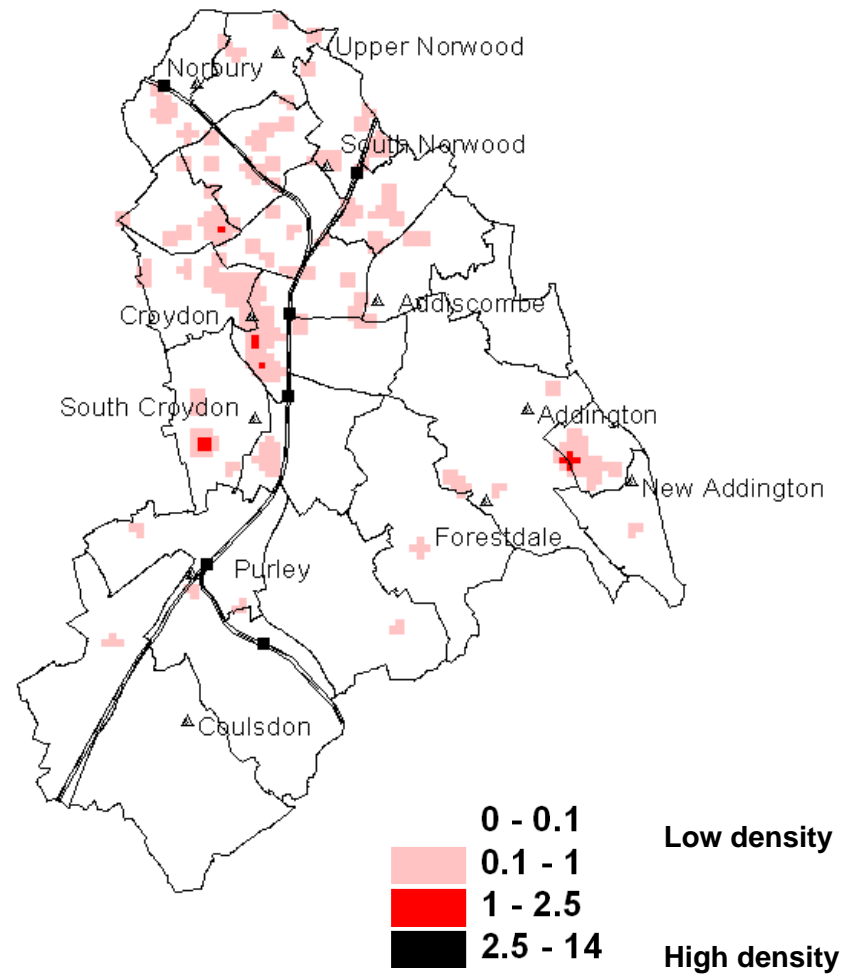 Upper Norwood
Norbury
South Norwood
Croydon
Addiscombe
South Croydon
Addington
New Addington
Forestdale
Purley
Coulsdon
0 - 0.1
Low density
0.1 - 1
1 - 2.5
2.5 - 14
High density